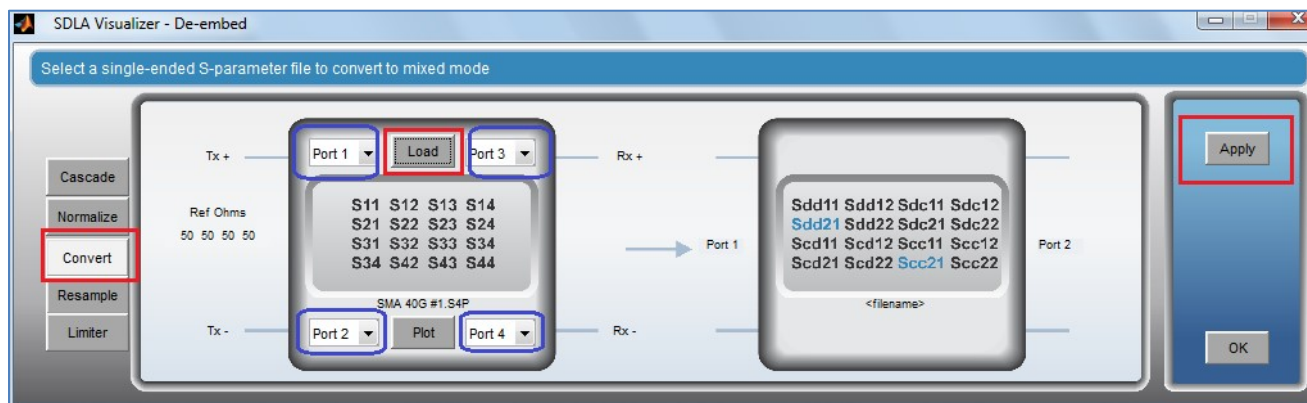 SDLA Visualizer - De-embed
Select a single-ended S-parameter file to convert to mixed mode
Cascade
Normalize
Convert
Resample
Limiter
Tx +
Ref Ohms
50 50 50 50
Tx -
Port 1
Load
Port 3
S11 S12 S13 S14
S21 S22 S23 S24
S31 S32 S33 S34
S34 S42 S43 S44
SMA 40G #1.S4P
Port 2
Plot
Port 4
Rx +
Rx -
Port 1
Sdd11 Sdd12 Sdc11 Sdc12
Sdd21 Sdd22 Sdc21 Sdc22
Scd11 Scd12 Scc11 Scc12
Scd21 Scd22 Scc21 Scc22
<filename>
Port 2
Apply
OK